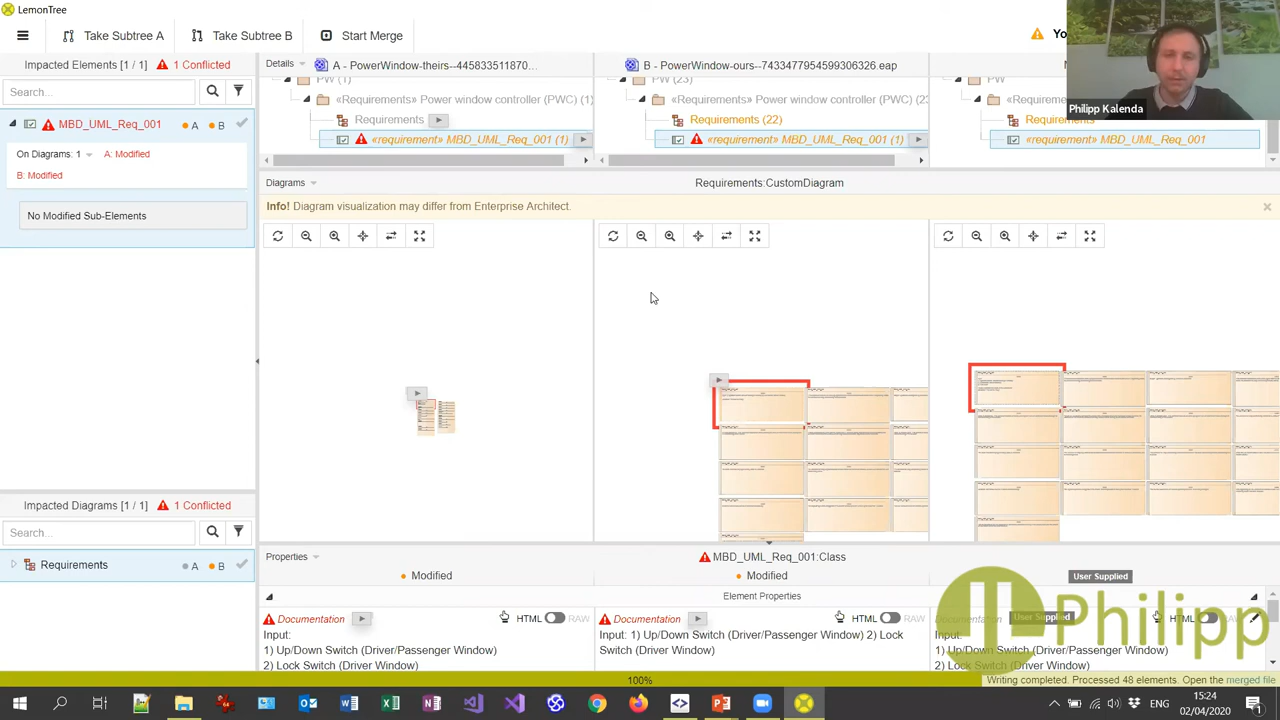 LemonTree
Take Subtree A
Take Subtree B
Start Merge
Yo
Philipp Kalenda
Impacted Elements [1 / 1]
1 Conflicted
Search...
MBD_UML_Req_001
A
B
On Diagrams: 1
A: Modified
B: Modified
No Modified Sub-Elements
Impacted Diagrams [1 / 1]
1 Conflicted
Search...
Requirements
A
B
Details
A - PowerWindow-theirs--445833511870...
B - PowerWindow-ours--7433477954599306326.eap
PW (1)
PW (23)
PW
«Requirements» Power window controller (PWC) (1)
«Requirements» Power window controller (PWC) (23
«Requireme
Requirements
Requirements (22)
Requirements
«requirement» MBD_UML_Req_001 (1)
«requirement» MBD_UML_Req_001 (1)
«requirement» MBD_UML_Req_001
Diagrams
Requirements:CustomDiagram
Info! Diagram visualization may differ from Enterprise Architect.
Properties
MBD_UML_Req_001:Class
Modified
Modified
User Supplied
Element Properties
Documentation
HTML
RAW
Documentation
HTML
RAW
Documentation
User Supplied
HTML
RAW
Input:
1) Up/Down Switch (Driver/Passenger Window)
2) Lock Switch (Driver Window)
Input: 1) Up/Down Switch (Driver/Passenger Window) 2) Lock
Switch (Driver Window)
Input:
1) Up/Down Switch (Driver/Passenger Window)
2) Lock Switch (Driver Window)
Philipp
100%
Writing completed. Processed 48 elements. Open the merged file
ENG
15:24
02/04/2020
1